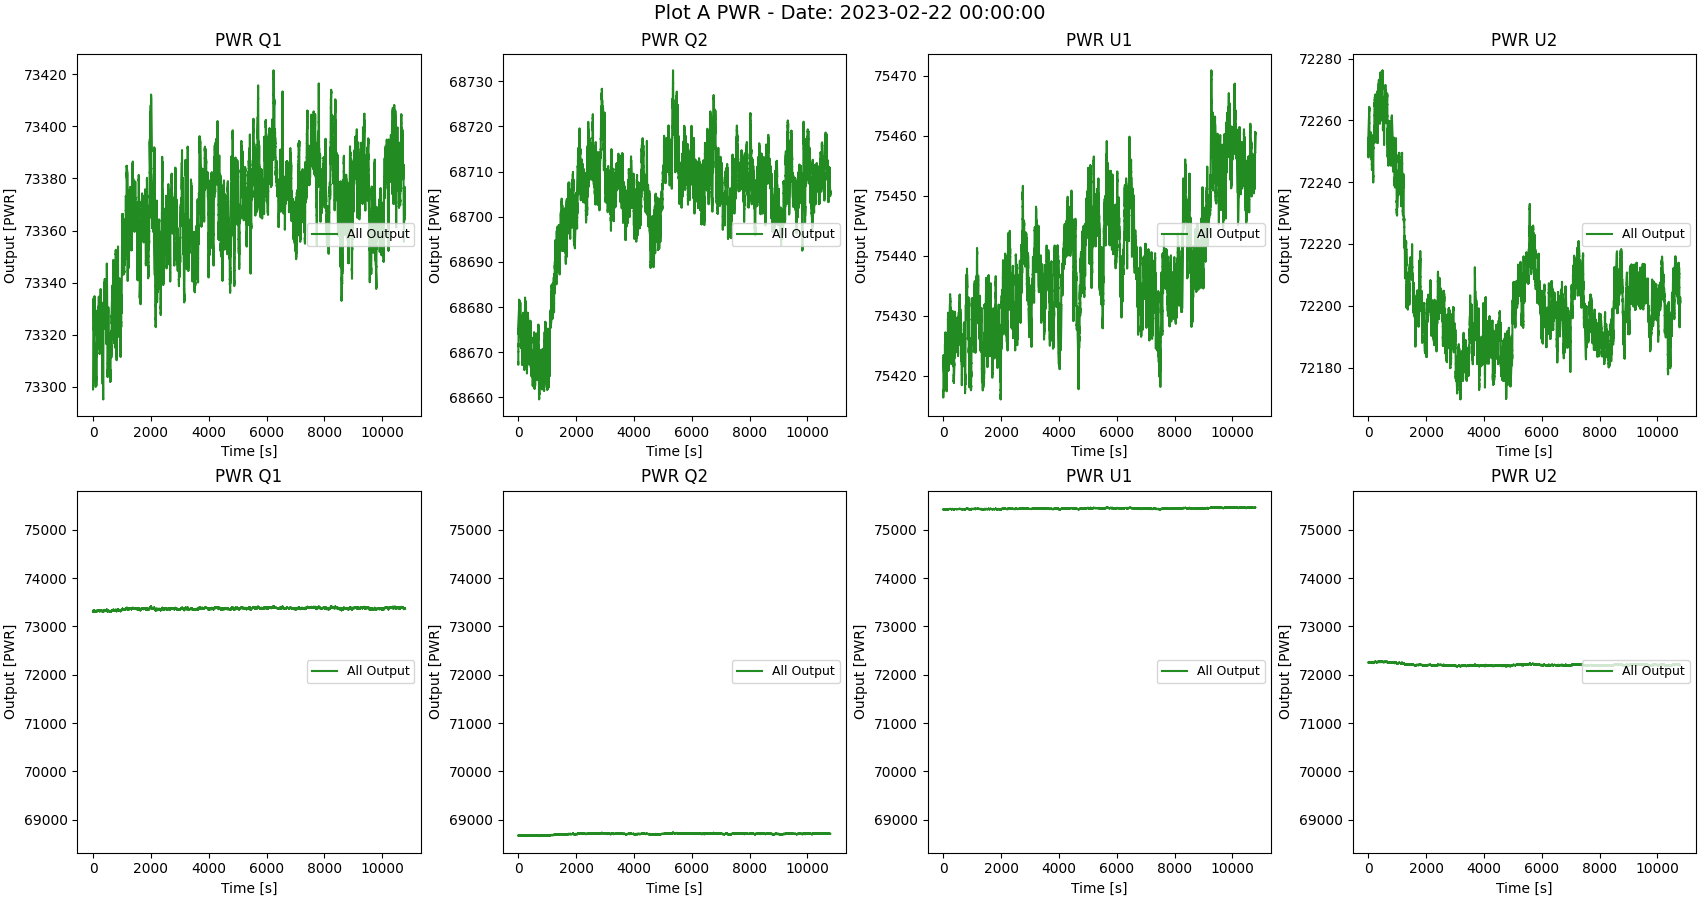 Plot A PWR - Date: 2023-02-22 00:00:00
PWR Q1
PWR Q2
PWR U1
PWR U2
Output [PWR]
73420
73400
73380
73360
73340
73320
73300
All Output
0 2000 4000 6000 8000 10000
Time [s]
Output [PWR]
68730
68720
68710
68700
68690
68680
68670
68660
All Output
0 2000 4000 6000 8000 10000
Time [s]
Output [PWR]
75470
75460
75450
75440
75430
75420
All Output
0 2000 4000 6000 8000 10000
Time [s]
Output [PWR]
72280
72260
72240
72220
72200
72180
All Output
0 2000 4000 6000 8000 10000
Time [s]
PWR Q1
PWR Q2
PWR U1
PWR U2
Output [PWR]
75000
74000
73000
72000
71000
70000
69000
All Output
0 2000 4000 6000 8000 10000
Time [s]
Output [PWR]
75000
74000
73000
72000
71000
70000
69000
All Output
0 2000 4000 6000 8000 10000
Time [s]
Output [PWR]
75000
74000
73000
72000
71000
70000
69000
All Output
0 2000 4000 6000 8000 10000
Time [s]
Output [PWR]
75000
74000
73000
72000
71000
70000
69000
All Output
0 2000 4000 6000 8000 10000
Time [s]